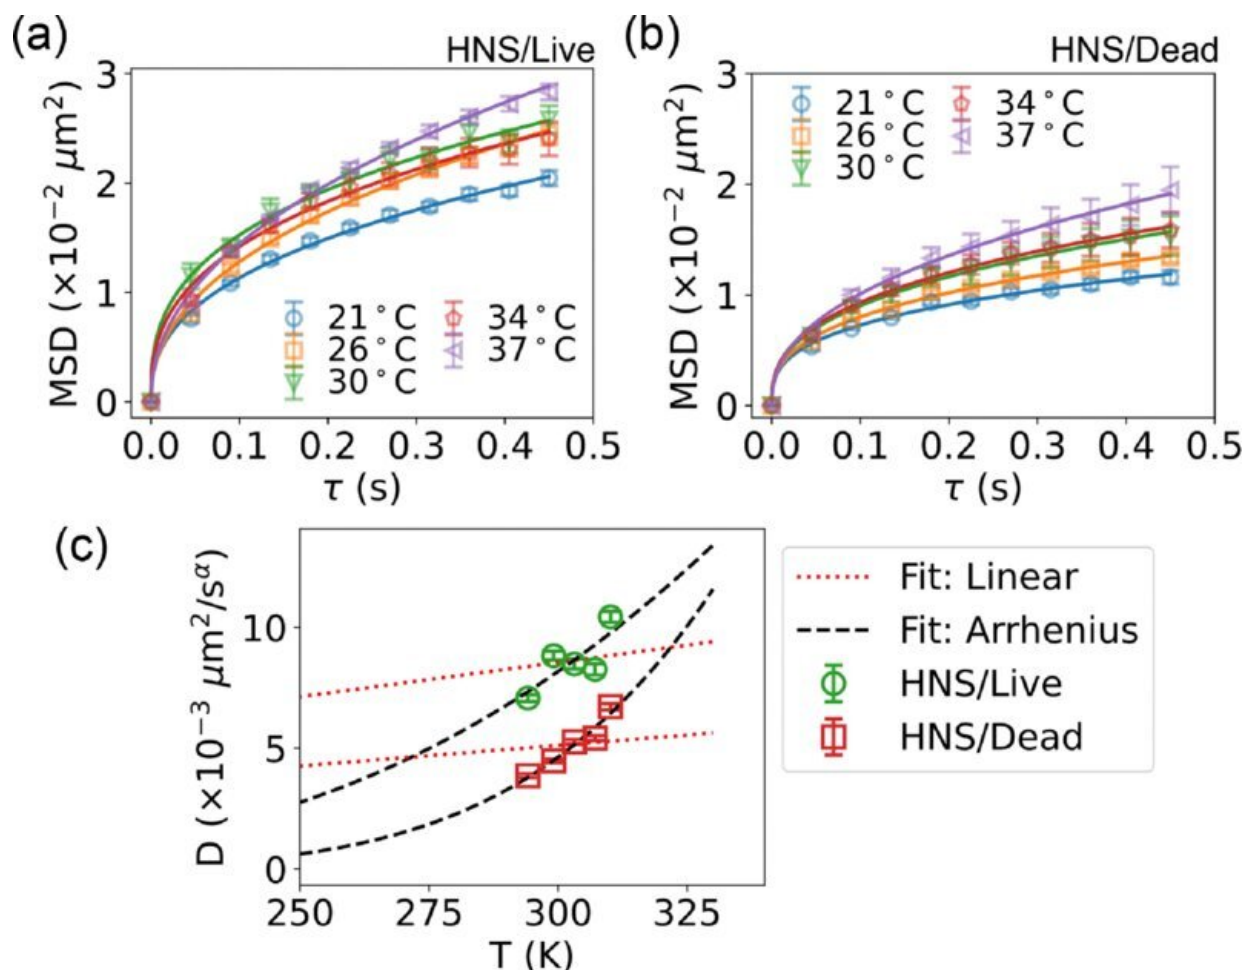 (a)
HNS/Live
MSD (×10⁻² μm²)
3
2
1
0
21°C
26°C
30°C
34°C
37°C
0.0 0.1 0.2 0.3 0.4 0.5
τ (s)
(b)
HNS/Dead
MSD (×10⁻² μm²)
3
2
1
0
21°C
26°C
30°C
34°C
37°C
0.0 0.1 0.2 0.3 0.4 0.5
τ (s)
(c)
D (×10⁻³ μm²/s^α)
10
5
0
250 275 300 325
T (K)
Fit: Linear
Fit: Arrhenius
HNS/Live
HNS/Dead